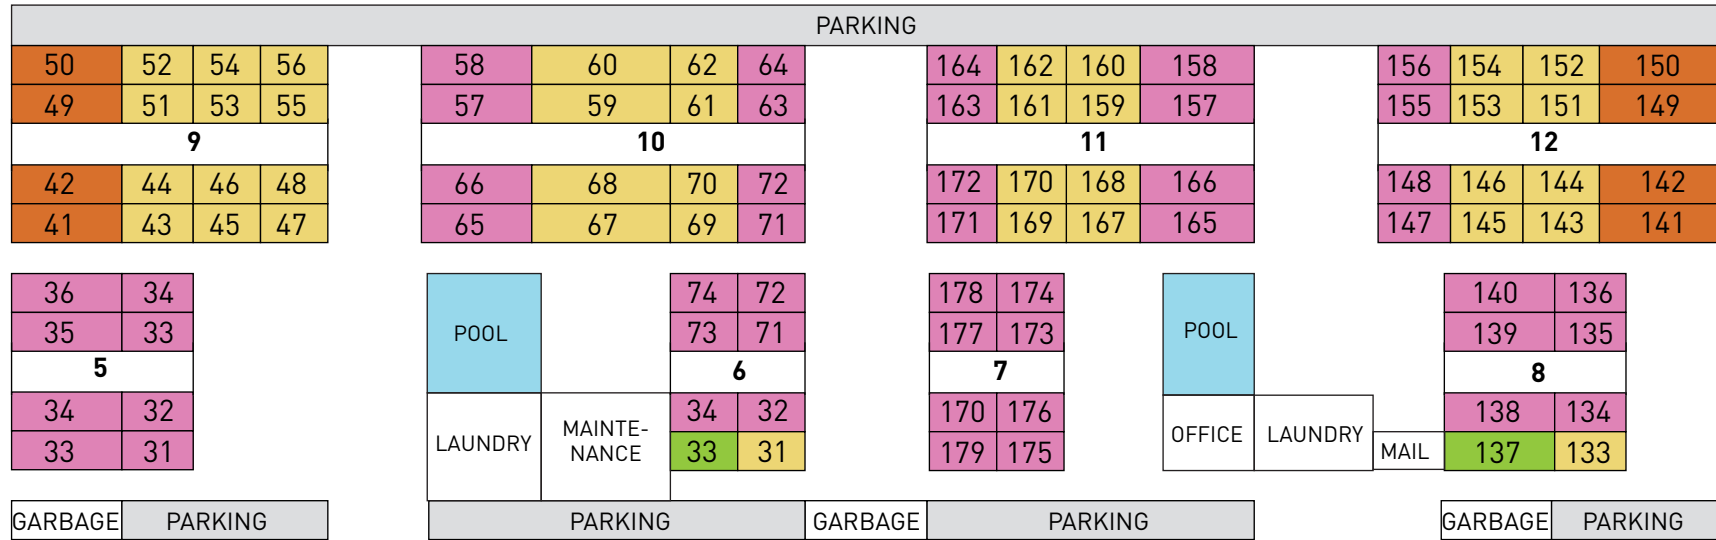 PARKING
50 52 54 56 58 60 62 64 164 162 160 158 156 154 152 150
49 51 53 55 57 59 61 63 163 161 159 157 155 153 151 149
9 10 11 12
42 44 46 48 66 68 70 72 172 170 168 166 148 146 144 142
41 43 45 47 65 67 69 71 171 169 167 165 147 145 143 141
36 34 74 72 178 174 140 136
35 33 POOL 73 71 177 173 POOL 139 135
5 6 7 8
34 32 34 32 170 176 138 134
LAUNDRY MAINTE-
NANCE OFFICE LAUNDRY
33 31 33 31 179 175 MAIL 137 133
GARBAGE PARKING PARKING GARBAGE PARKING GARBAGE PARKING